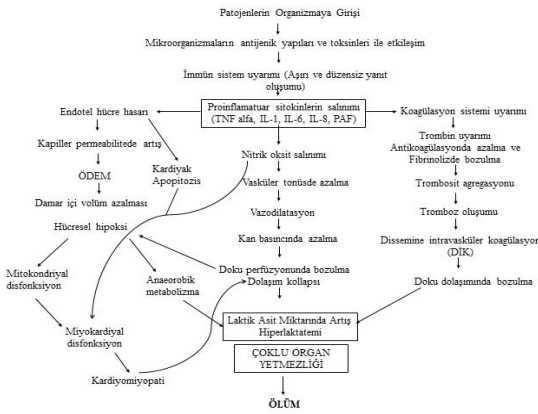 Patojenlerin Organizmaya Girişi
Mikroorganizmaların antijenik yapıları ve toksinleri ile etkileşim
İmmün sistem uyarımı (Aşırı ve düzensiz yanıt
oluşumu)
Proinflamatuar sitokinlerin salınımı
(TNF alfa, IL-1, IL-6, IL-8, PAF)
Endotel hücre hasarı
Kapiller permeabilitede artış
ÖDEM
Damar içi volüm azalması
Kardiyak
Apopitozis
Hücresel hipoksi
Mitokondriyal
disfonksiyon
Anaerobik
metabolizma
Miyokardiyal
disfonksiyon
Kardiyomiyopati
Nitrik oksit salınımı
Vasküler tonüsde azalma
Vazodilatasyon
Kan basıncında azalma
Doku perfüzyonunda bozulma
Dolaşım kollapsı
Laktik Asit Miktarında Artış
Hiperlaktatemi
ÇOKLU ORGAN
YETMEZLİĞİ
ÖLÜM
Koagülasyon sistemi uyarımı
Trombin uyarımı
Antikoagülasyonda azalma ve
Fibrinolizde bozulma
Trombosit agregasyonu
Tromboz oluşumu
Dissemine intravasküler koagülasyon
(DİK)
Doku dolaşımında bozulma